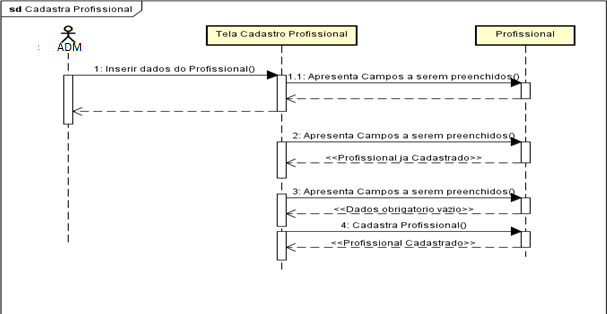 sd Cadastra Profissional
Tela Cadastro Profissional
Profissional
: ADM
1: Inserir dados do Profissional()
1.1: Apresenta Campos a serem preenchidos()
2: Apresenta Campos a serem preenchidos()
<<Profissional ja Cadastrado>>
3: Apresenta Campos a serem preenchidos()
<<Dados obrigatorio vazio>>
4: Cadastra Profissional()
<<Profissional Cadastrado>>